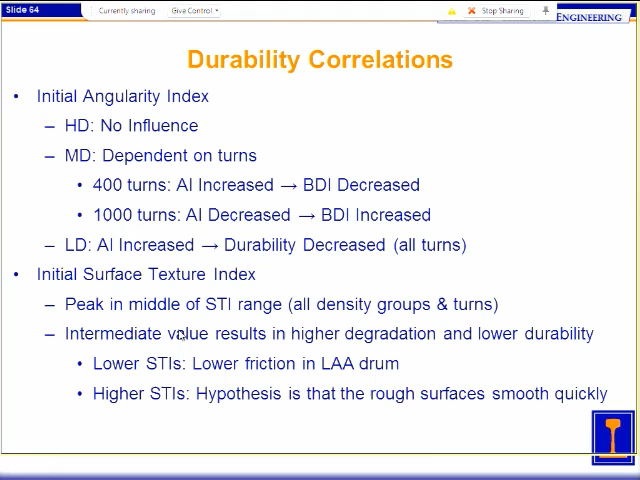 Slide 64
Currently sharing
Give Control
Stop Sharing
ENGINEERING
Durability Correlations
• Initial Angularity Index
– HD: No Influence
– MD: Dependent on turns
• 400 turns: AI Increased → BDI Decreased
• 1000 turns: AI Decreased → BDI Increased
– LD: AI Increased → Durability Decreased (all turns)
• Initial Surface Texture Index
– Peak in middle of STI range (all density groups & turns)
– Intermediate value results in higher degradation and lower durability
• Lower STIs: Lower friction in LAA drum
• Higher STIs: Hypothesis is that the rough surfaces smooth quickly